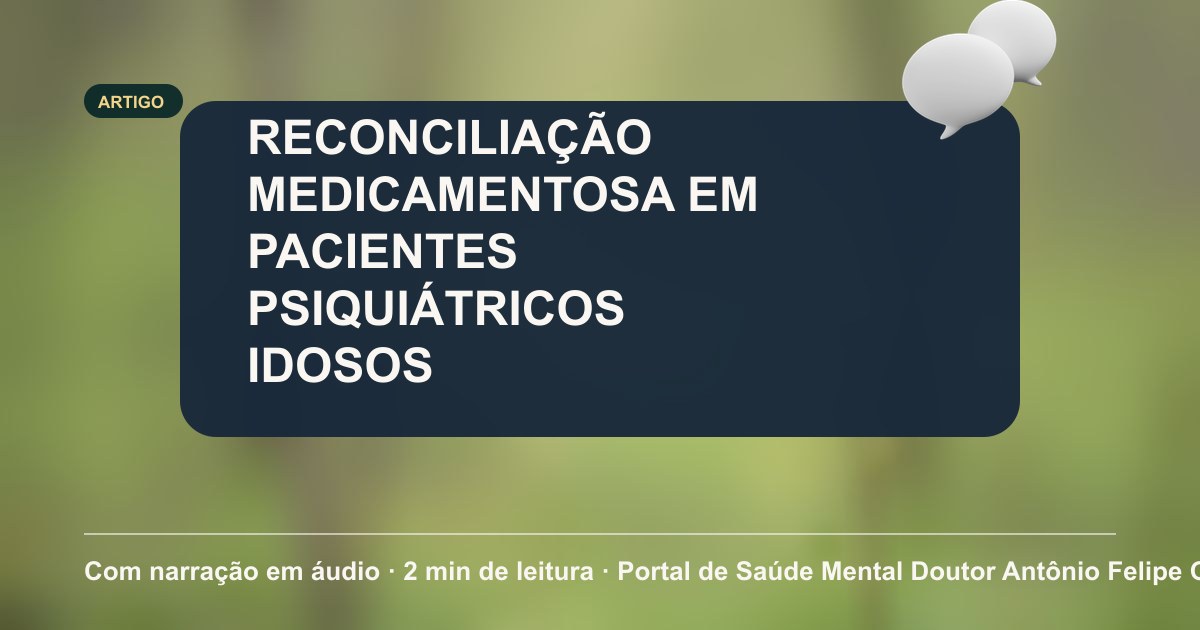 ARTIGO
RECONCILIAÇÃO
MEDICAMENTOSA EM
PACIENTES
PSIQUIÁTRICOS
IDOSOS
Com narração em áudio · 2 min de leitura · Portal de Saúde Mental Doutor Antônio Felipe